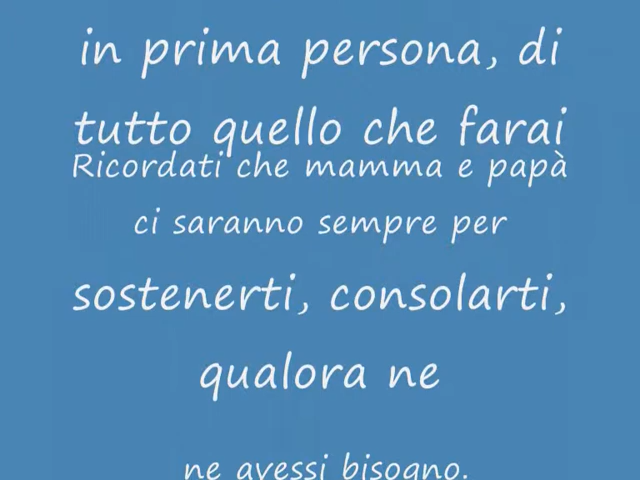 in prima persona, di
tutto quello che farai
Ricordati che mamma e papà
ci saranno sempre per
sostenerti, consolarti,
qualora ne
ne avessi bisogno.